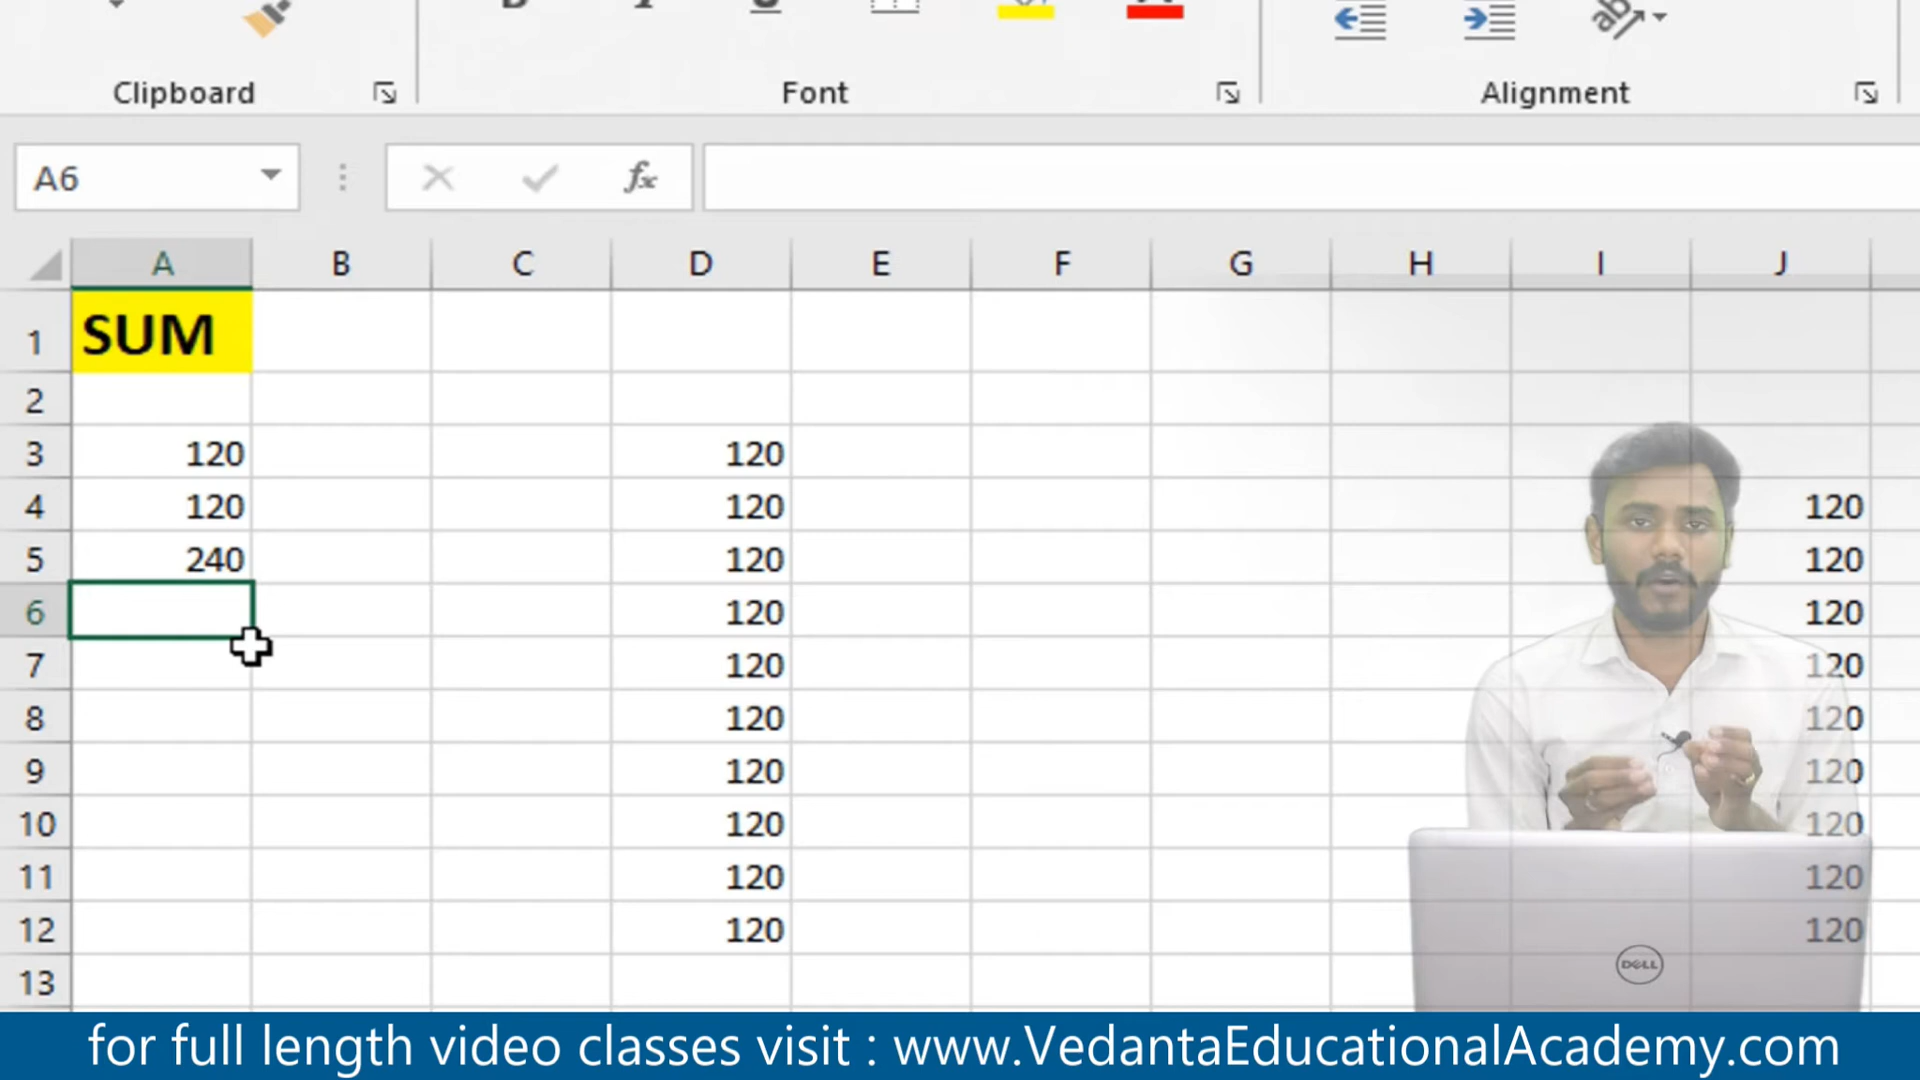 Clipboard Font Alignment
A6 fx
A B C D E F G H I J
1 SUM
2
3 120 120
4 120 120 120
5 240 120 120
6 120 120
7 120 120
8 120 120
9 120 120
10 120 120
11 120 120
12 120 120
13
DELL
for full length video classes visit : www.VedantaEducationalAcademy.com